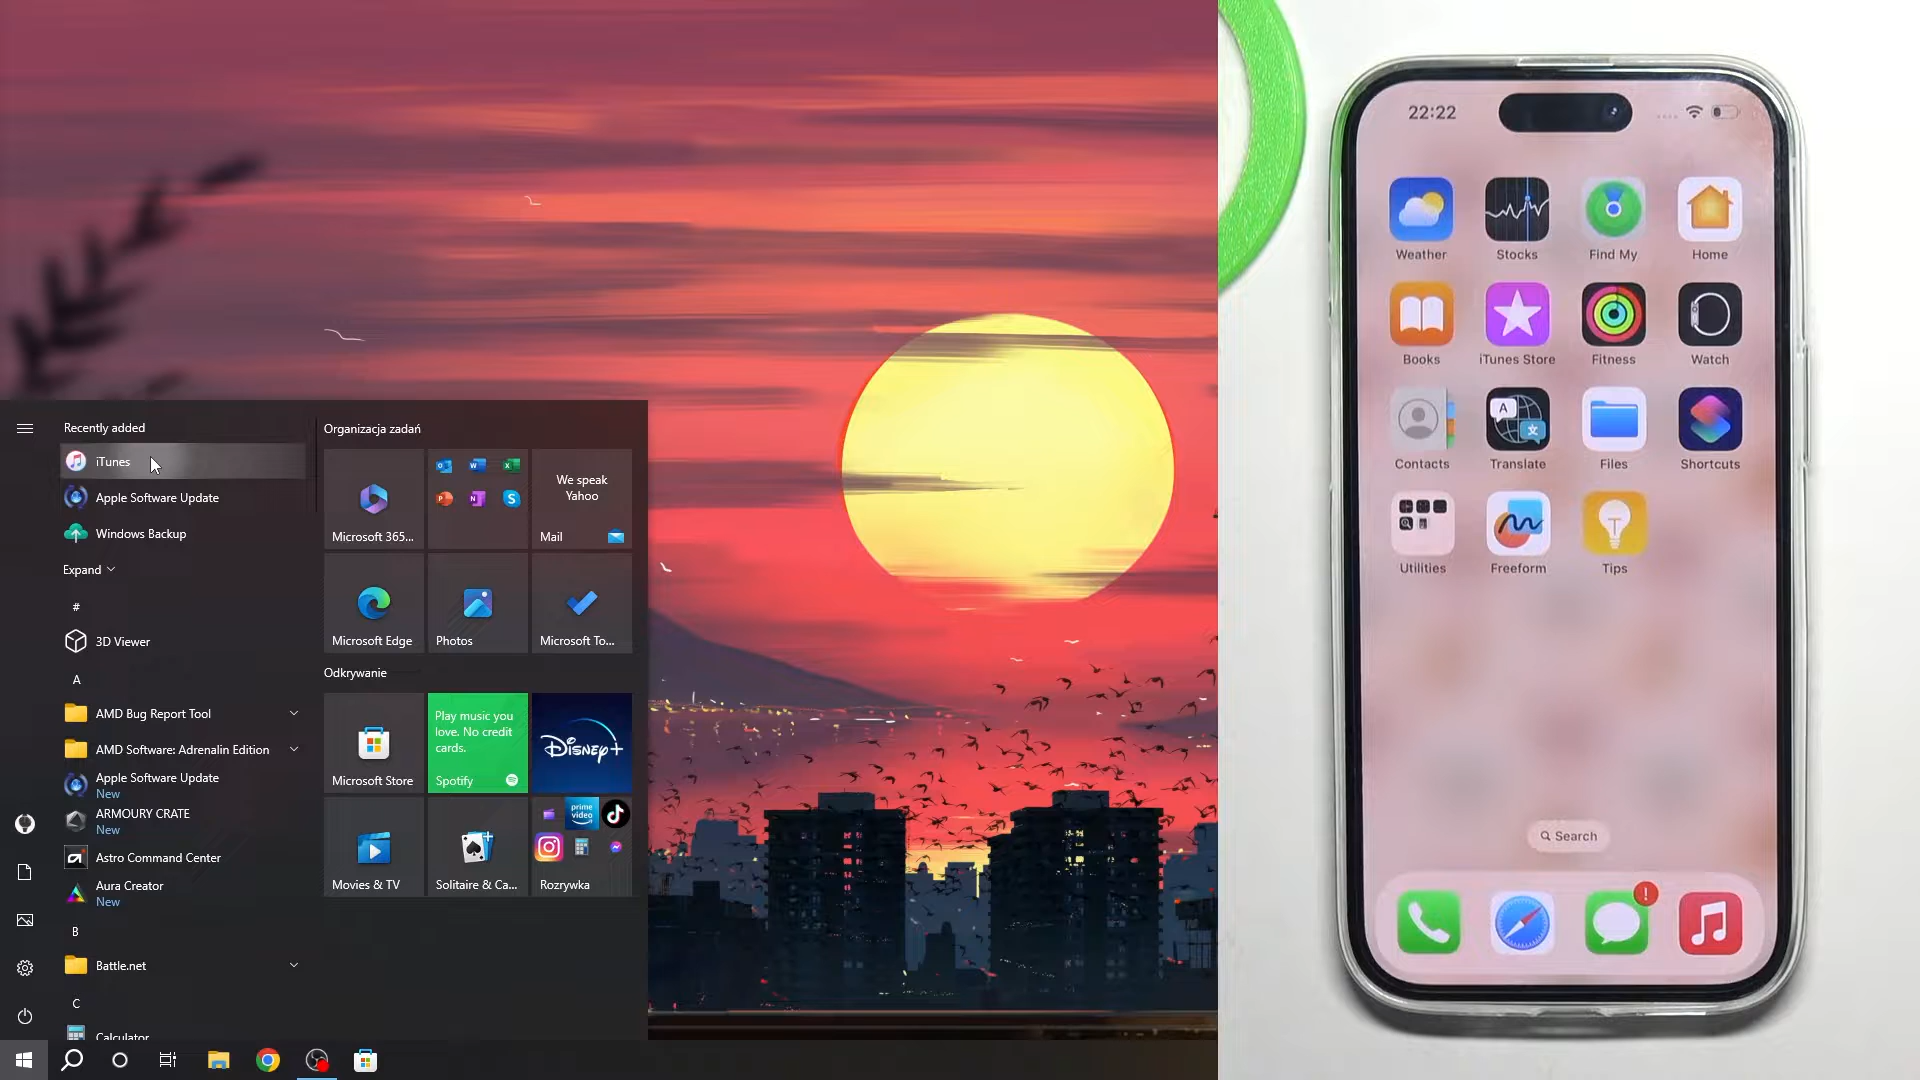 Recently added
iTunes
Apple Software Update
Windows Backup
Expand
#
3D Viewer
A
AMD Bug Report Tool
AMD Software: Adrenalin Edition
Apple Software Update
New
ARMOURY CRATE
New
Astro Command Center
Aura Creator
New
B
Battle.net
C
Calculator
Organizacja zadań
Microsoft 365...
We speak
Yahoo
Mail
Microsoft Edge
Photos
Microsoft To...
Odkrywanie
Microsoft Store
Play music you
love. No credit
cards.
Spotify
Disney+
Movies & TV
Solitaire & Ca...
prime
video
Rozrywka
22:22
Weather
Stocks
Find My
Home
Books
iTunes Store
Fitness
Watch
Contacts
Translate
Files
Shortcuts
Utilities
Freeform
Tips
Search